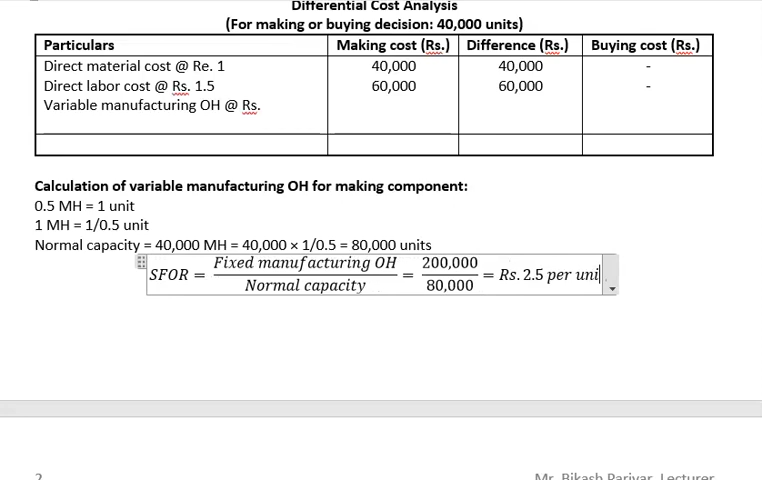 Differential Cost Analysis
(For making or buying decision: 40,000 units)
Particulars Making cost (Rs.) Difference (Rs.) Buying cost (Rs.)
Direct material cost @ Re. 1 40,000 40,000 -
Direct labor cost @ Rs. 1.5 60,000 60,000 -
Variable manufacturing OH @ Rs.
Calculation of variable manufacturing OH for making component:
0.5 MH = 1 unit
1 MH = 1/0.5 unit
Normal capacity = 40,000 MH = 40,000 × 1/0.5 = 80,000 units
SFOR = Fixed manufacturing OH / Normal capacity = 200,000 / 80,000 = Rs. 2.5 per uni
2 Mr. Bikash Pariyar, Lecturer